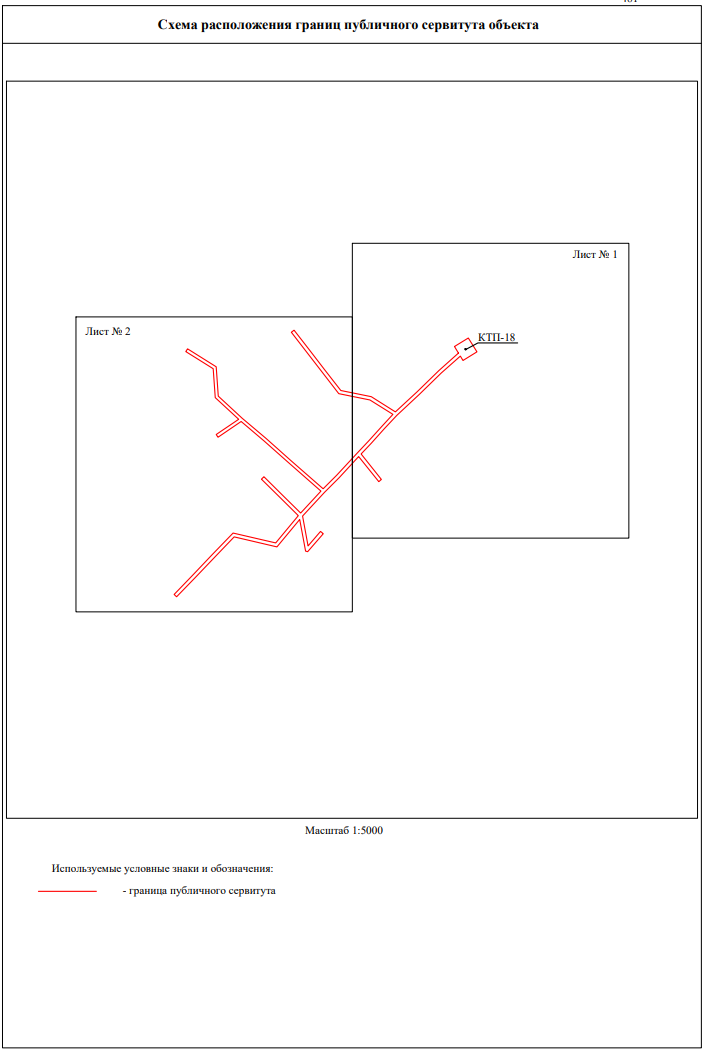 Схема расположения границ публичного сервитута объекта
Лист № 1
Лист № 2
КТП-18
Масштаб 1:5000
Используемые условные знаки и обозначения:
- граница публичного сервитута